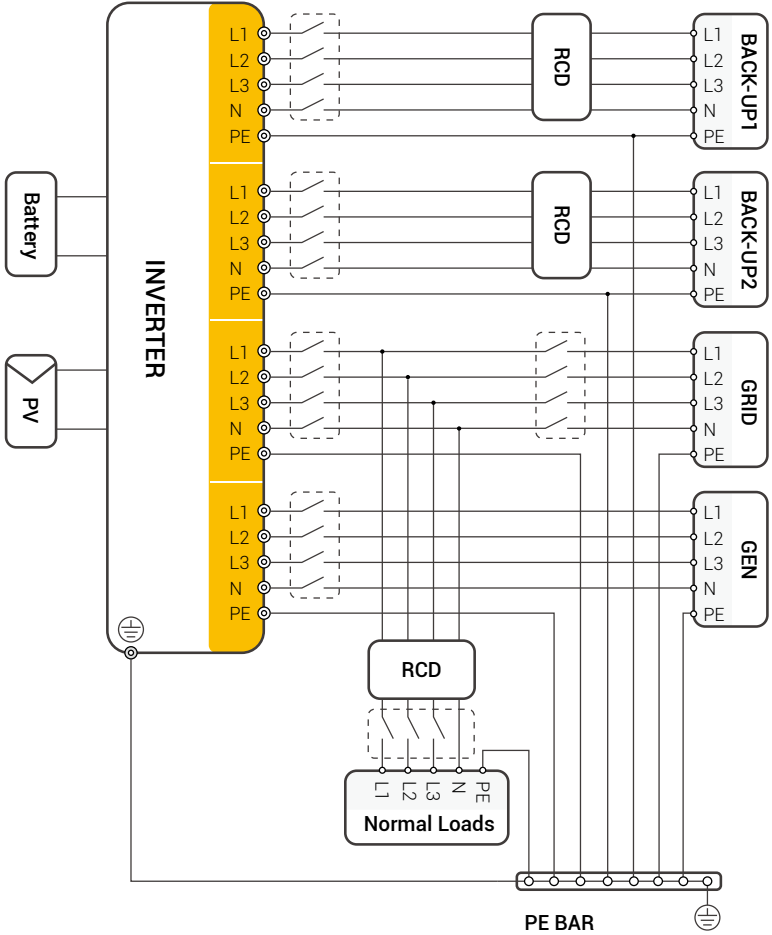 L1
L2
L3
N
PE
RCD
L1
L2
L3
N
PE
BACK-UP1
Battery
L1
L2
L3
N
PE
RCD
L1
L2
L3
N
PE
BACK-UP2
INVERTER
PV
L1
L2
L3
N
PE
L1
L2
L3
N
PE
GRID
L1
L2
L3
N
PE
L1
L2
L3
N
PE
GEN
RCD
L1
L2
L3
N
PE
Normal Loads
PE BAR